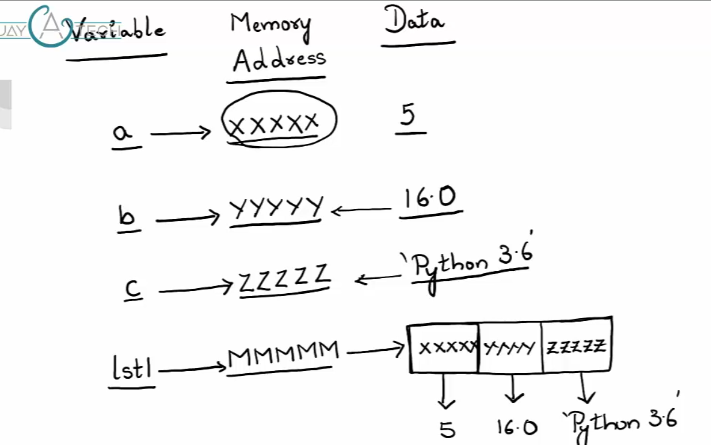 Variable
Memory
Address
Data
a
XXXXX
5
b
YYYYY
16.0
c
ZZZZZ
'Python 3.6'
lst1
MMMMM
XXXXX YYYYY ZZZZZ
5 16.0 'Python 3.6'